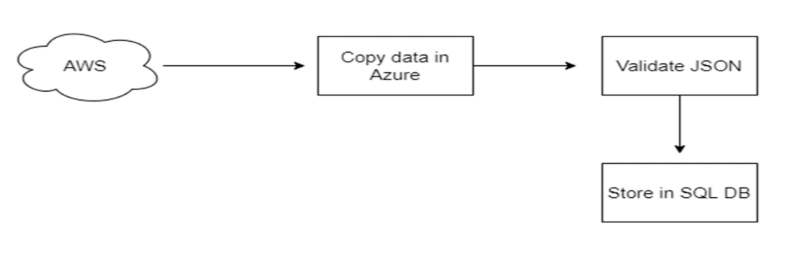 AWS
Copy data in
Azure
Validate JSON
Store in SQL DB